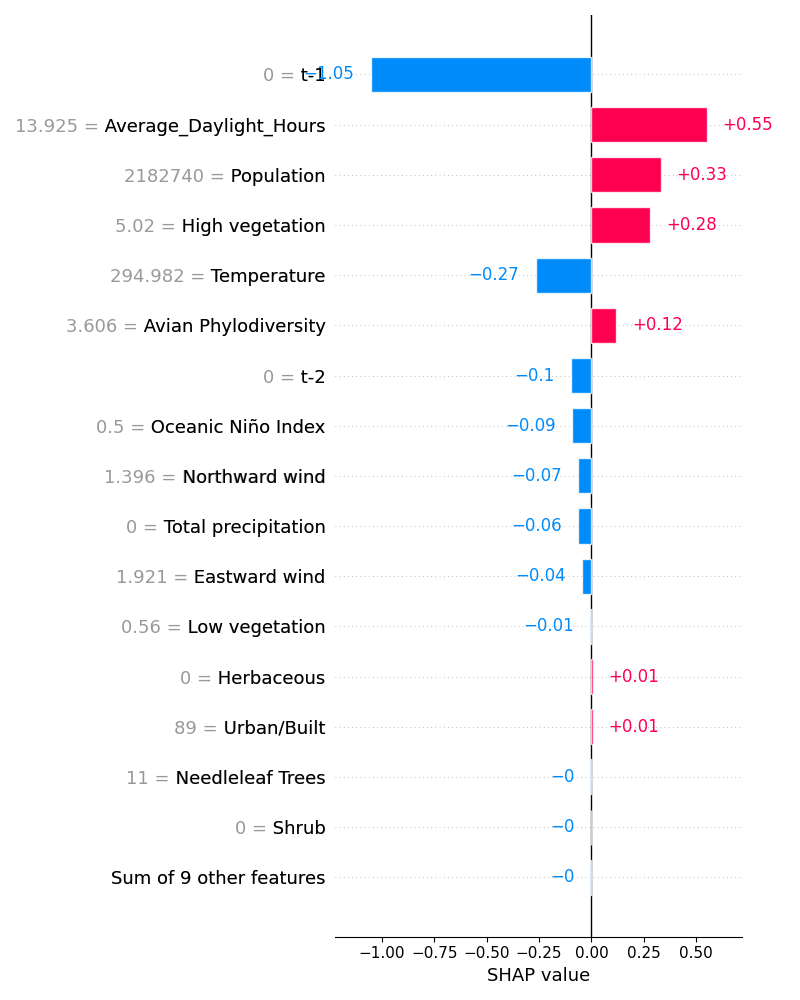 0 = t-1 −1.05
13.925 = Average_Daylight_Hours +0.55
2182740 = Population +0.33
5.02 = High vegetation +0.28
294.982 = Temperature −0.27
3.606 = Avian Phylodiversity +0.12
0 = t-2 −0.1
0.5 = Oceanic Niño Index −0.09
1.396 = Northward wind −0.07
0 = Total precipitation −0.06
1.921 = Eastward wind −0.04
0.56 = Low vegetation −0.01
0 = Herbaceous +0.01
89 = Urban/Built +0.01
11 = Needleleaf Trees −0
0 = Shrub −0
Sum of 9 other features −0
−1.00 −0.75 −0.50 −0.25 0.00 0.25 0.50
SHAP value